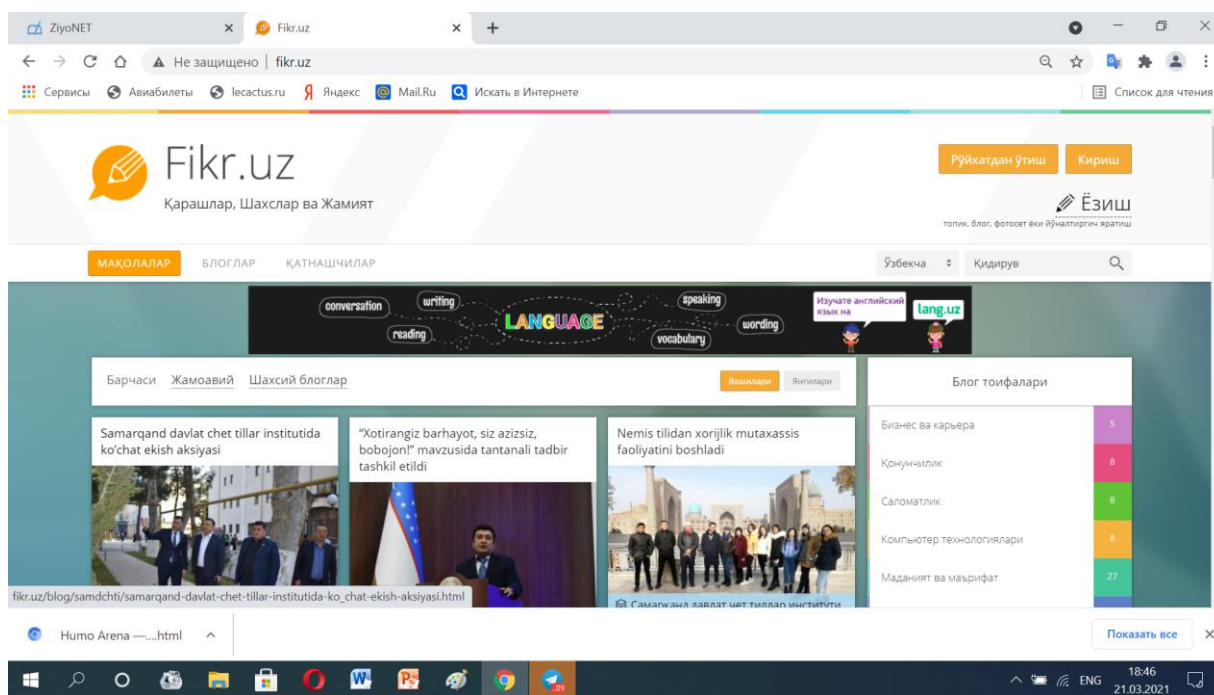 ZiyoNET
Fikr.uz
Не защищено | fikr.uz
Сервисы Авиабилеты lecactus.ru Яндекс Mail.Ru Искать в Интернете Список для чтения
Fikr.uz
Қарашлар, Шахслар ва Жамият
Рўйхатдан ўтиш Кириш
Ёзиш
топик, блог, фотосет ёки йўналтиргич яратиш
МАҚОЛАЛАР БЛОГЛАР ҚАТНАШЧИЛАР
Ўзбекча Қидирув
conversation writing reading LANGUAGE speaking wording vocabulary
Изучате английский
язык на
lang.uz
Барчаси Жамоавий Шахсий блоглар Яхшилари Янгилари
Samarqand davlat chet tillar institutida
ko'chat ekish aksiyasi
"Xotirangiz barhayot, siz azizsiz,
bobojon!" mavzusida tantanali tadbir
tashkil etildi
Nemis tilidan xorijlik mutaxassis
faoliyatini boshladi
Самарканд давлат чет тиллар институти
Блог тоифалари
Бизнес ва карьера 5
Қонунчилик 8
Саломатлик 8
Компьютер технологиялари 8
Маданият ва маърифат 27
fikr.uz/blog/samdchti/samarqand-davlat-chet-tillar-institutida-ko_chat-ekish-aksiyasi.html
Humo Arena —....html Показать все
.09
ENG
18:46
21.03.2021